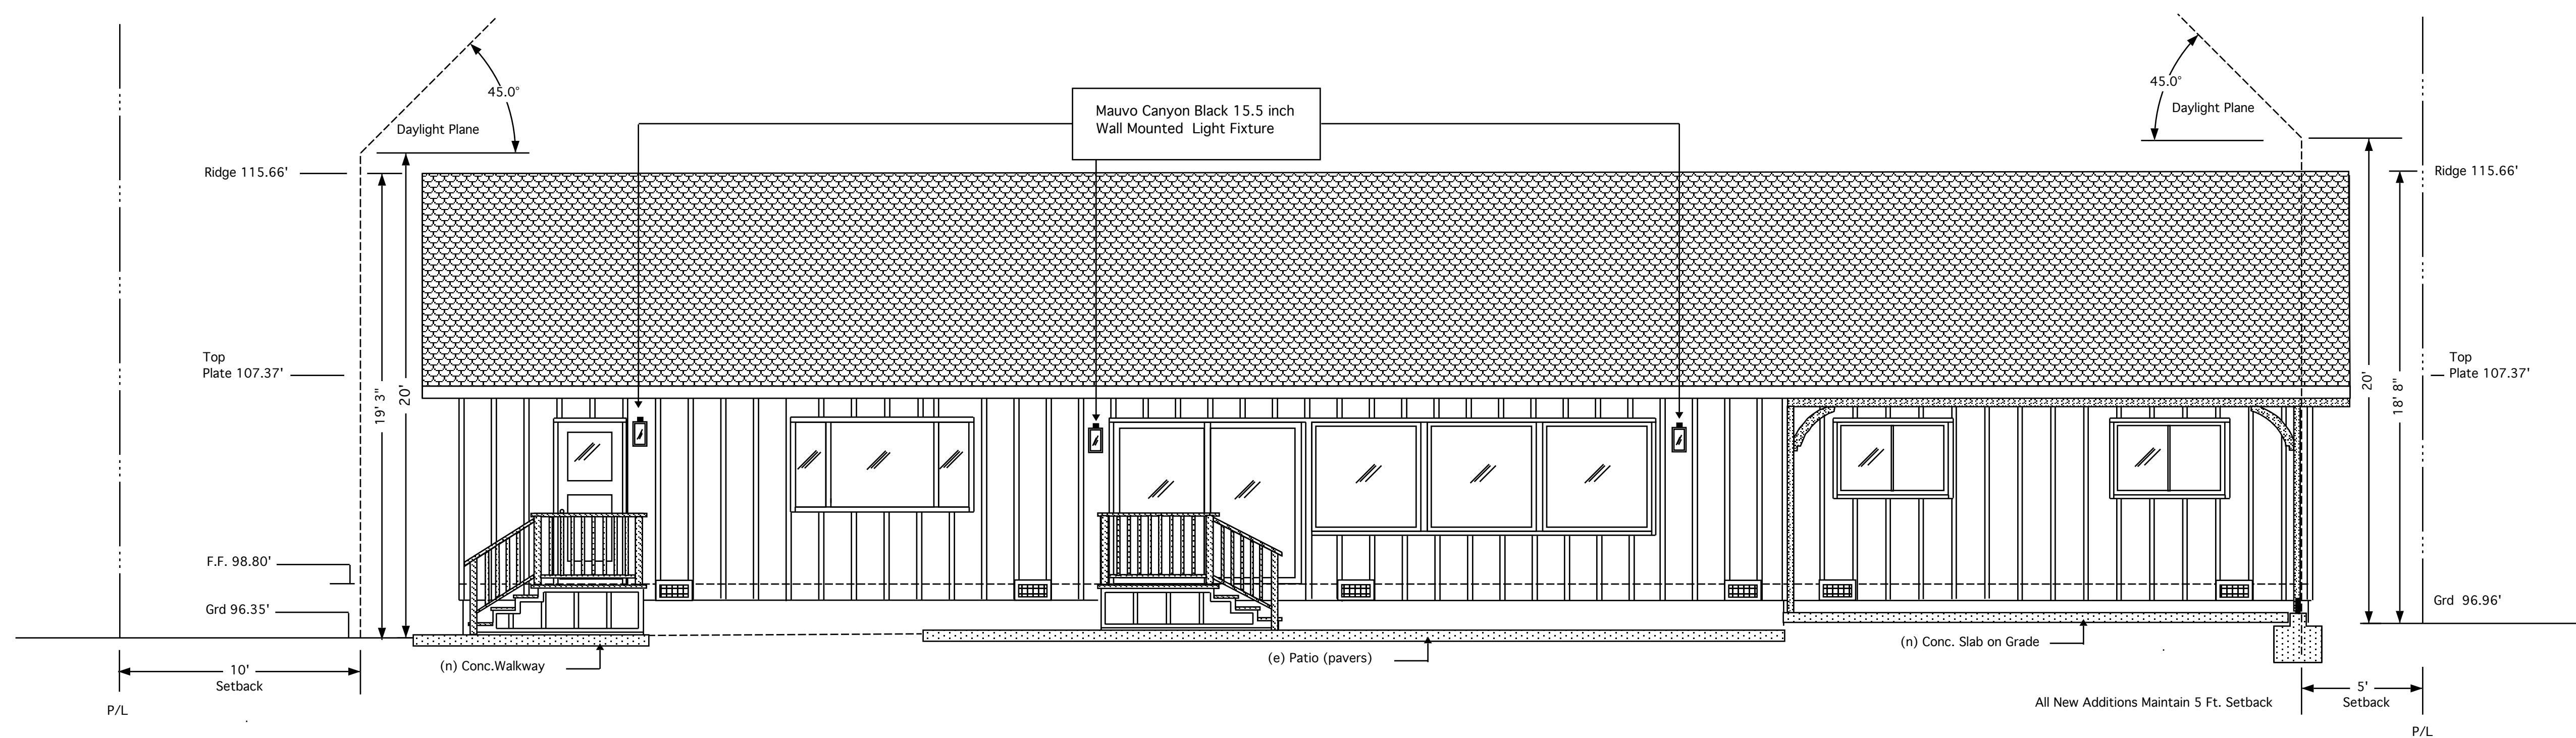 45.0°
Daylight Plane
Mauvo Canyon Black 15.5 inch
Wall Mounted Light Fixture
45.0°
Daylight Plane
Ridge 115.66'
Ridge 115.66'
Top
Plate 107.37'
19' 3"
20'
20'
18' 8"
Top
Plate 107.37'
F.F. 98.80'
Grd 96.35'
Grd 96.96'
(n) Conc.Walkway
(e) Patio (pavers)
(n) Conc. Slab on Grade
10'
Setback
P/L
All New Additions Maintain 5 Ft. Setback
5'
Setback
P/L